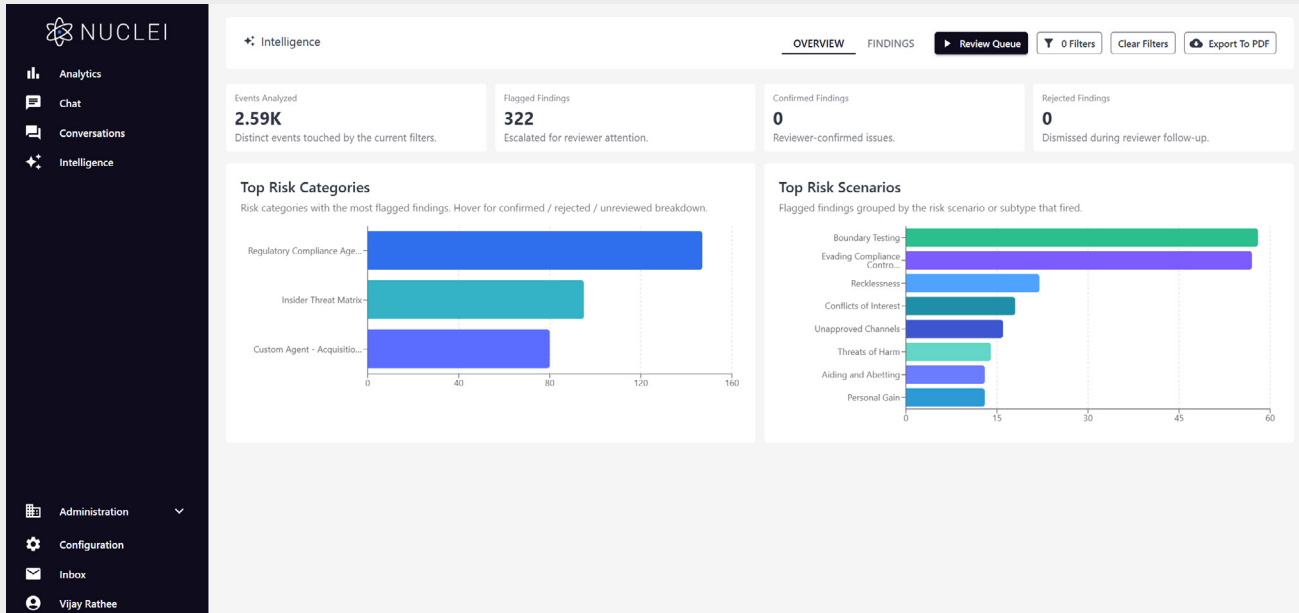 NUCLEI
Analytics
Chat
Conversations
Intelligence
Administration
Configuration
Inbox
Vijay Rathee
Intelligence
OVERVIEW
FINDINGS
Review Queue
0 Filters
Clear Filters
Export To PDF
Events Analyzed
2.59K
Distinct events touched by the current filters.
Flagged Findings
322
Escalated for reviewer attention.
Confirmed Findings
0
Reviewer-confirmed issues.
Rejected Findings
0
Dismissed during reviewer follow-up.
Top Risk Categories
Risk categories with the most flagged findings. Hover for confirmed / rejected / unreviewed breakdown.
Regulatory Compliance Age...
Insider Threat Matrix
Custom Agent - Acquisitio...
0 40 80 120 160
Top Risk Scenarios
Flagged findings grouped by the risk scenario or subtype that fired.
Boundary Testing
Evading Compliance
Contro...
Recklessness
Conflicts of Interest
Unapproved Channels
Threats of Harm
Aiding and Abetting
Personal Gain
0 15 30 45 60